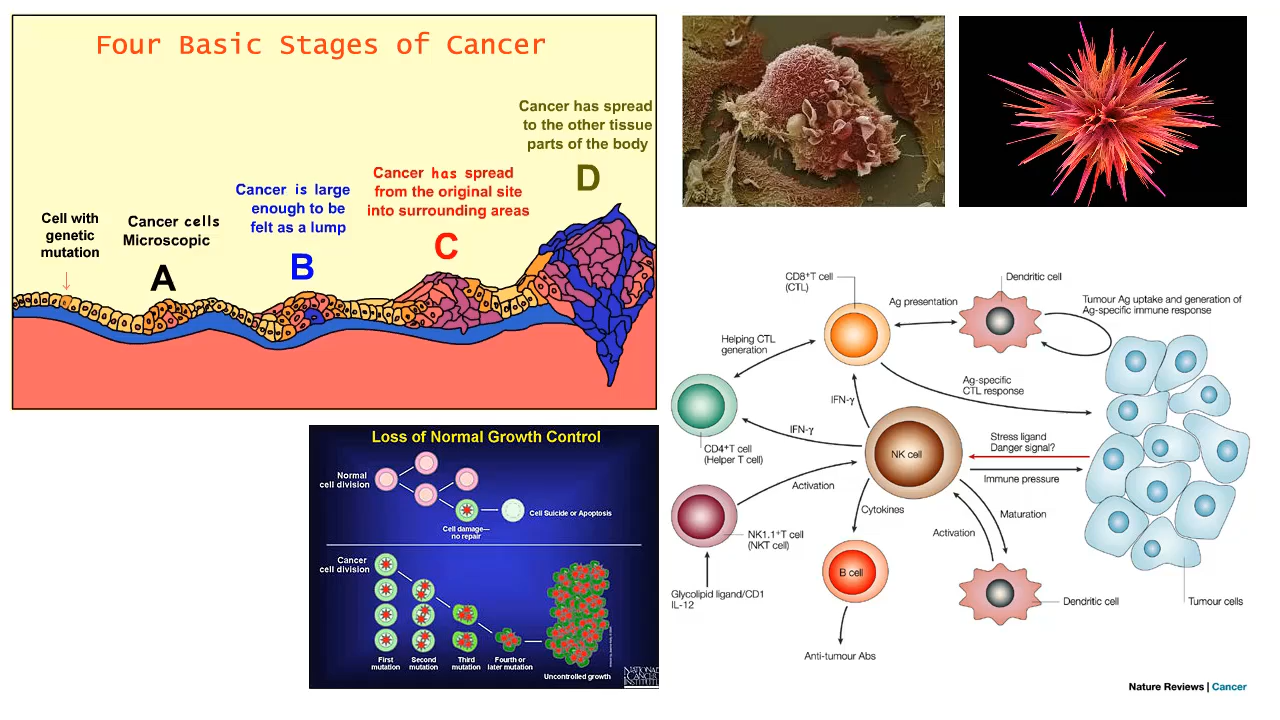 Four Basic Stages of Cancer
Cell with
genetic
mutation
Cancer cells
Microscopic
A
Cancer is large
enough to be
felt as a lump
B
Cancer has spread
from the original site
into surrounding areas
C
Cancer has spread
to the other tissue
parts of the body
D
Loss of Normal Growth Control
Normal
cell division
Cell Suicide or Apoptosis
Cell damage—
no repair
Cancer
cell division
First
mutation
Second
mutation
Third
mutation
Fourth or
later mutation
Uncontrolled growth
NATIONAL
CANCER
INSTITUTE
CD8+T cell
(CTL)
Ag presentation
Dendritic cell
Tumour Ag uptake and generation of
Ag-specific immune response
Helping CTL
generation
Ag-specific
CTL response
IFN-γ
IFN-γ
CD4+T cell
(Helper T cell)
NK cell
Stress ligand
Danger signal?
Immune pressure
Activation
Cytokines
Maturation
Activation
NK1.1+T cell
(NKT cell)
B cell
Glycolipid ligand/CD1
IL-12
Dendritic cell
Tumour cells
Anti-tumour Abs
Nature Reviews | Cancer